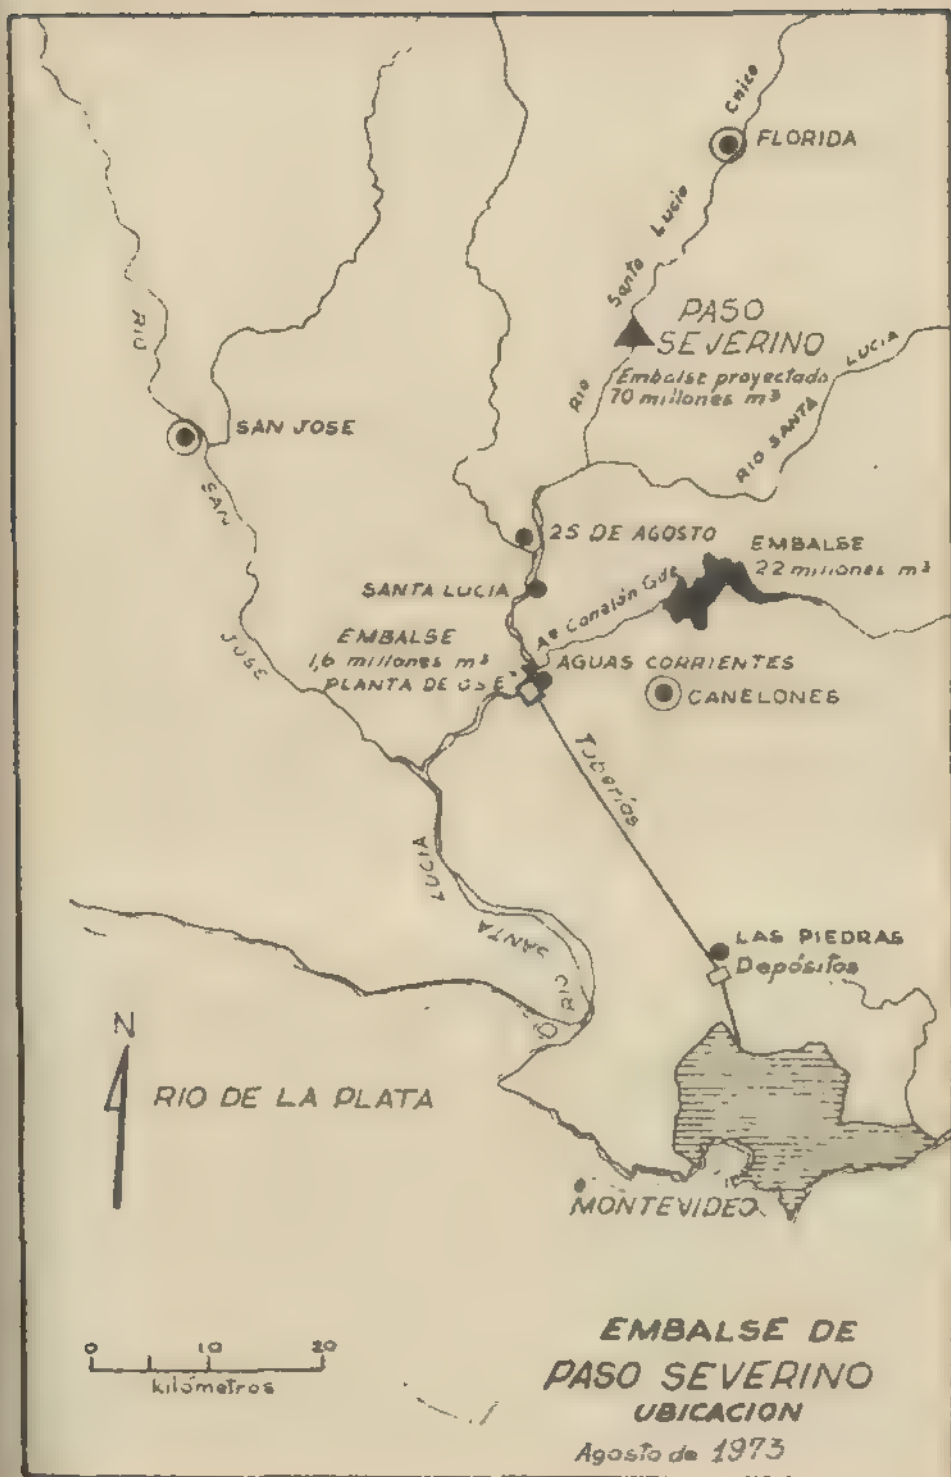 Santa Lucia Chico
FLORIDA
PASO
SEVERINO
Embalse proyectado
70 millones m³
RIO
RIO SANTA LUCIA
RIO
SAN JOSE
SAN
JOSE
25 DE AGOSTO
EMBALSE
22 millones m³
SANTA LUCIA
Aº Canelón Gde
EMBALSE
1,6 millones m³
PLANTA DE OSE
AGUAS CORRIENTES
CANELONES
Tuberías
RIO SANTA LUCIA
LAS PIEDRAS
Depósitos
N
RIO DE LA PLATA
MONTEVIDEO
0 10 20
kilómetros
EMBALSE DE
PASO SEVERINO
UBICACION
Agosto de 1973